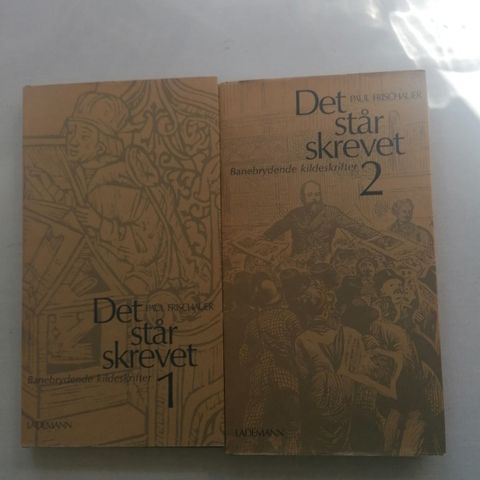 Det
PAUL FRISCHAUER
står
skrevet
Banebrydende kildeskrifter
1
LADEMANN
Det
PAUL FRISCHAUER
står
skrevet
Banebrydende kildeskrifter
2
LADEMANN